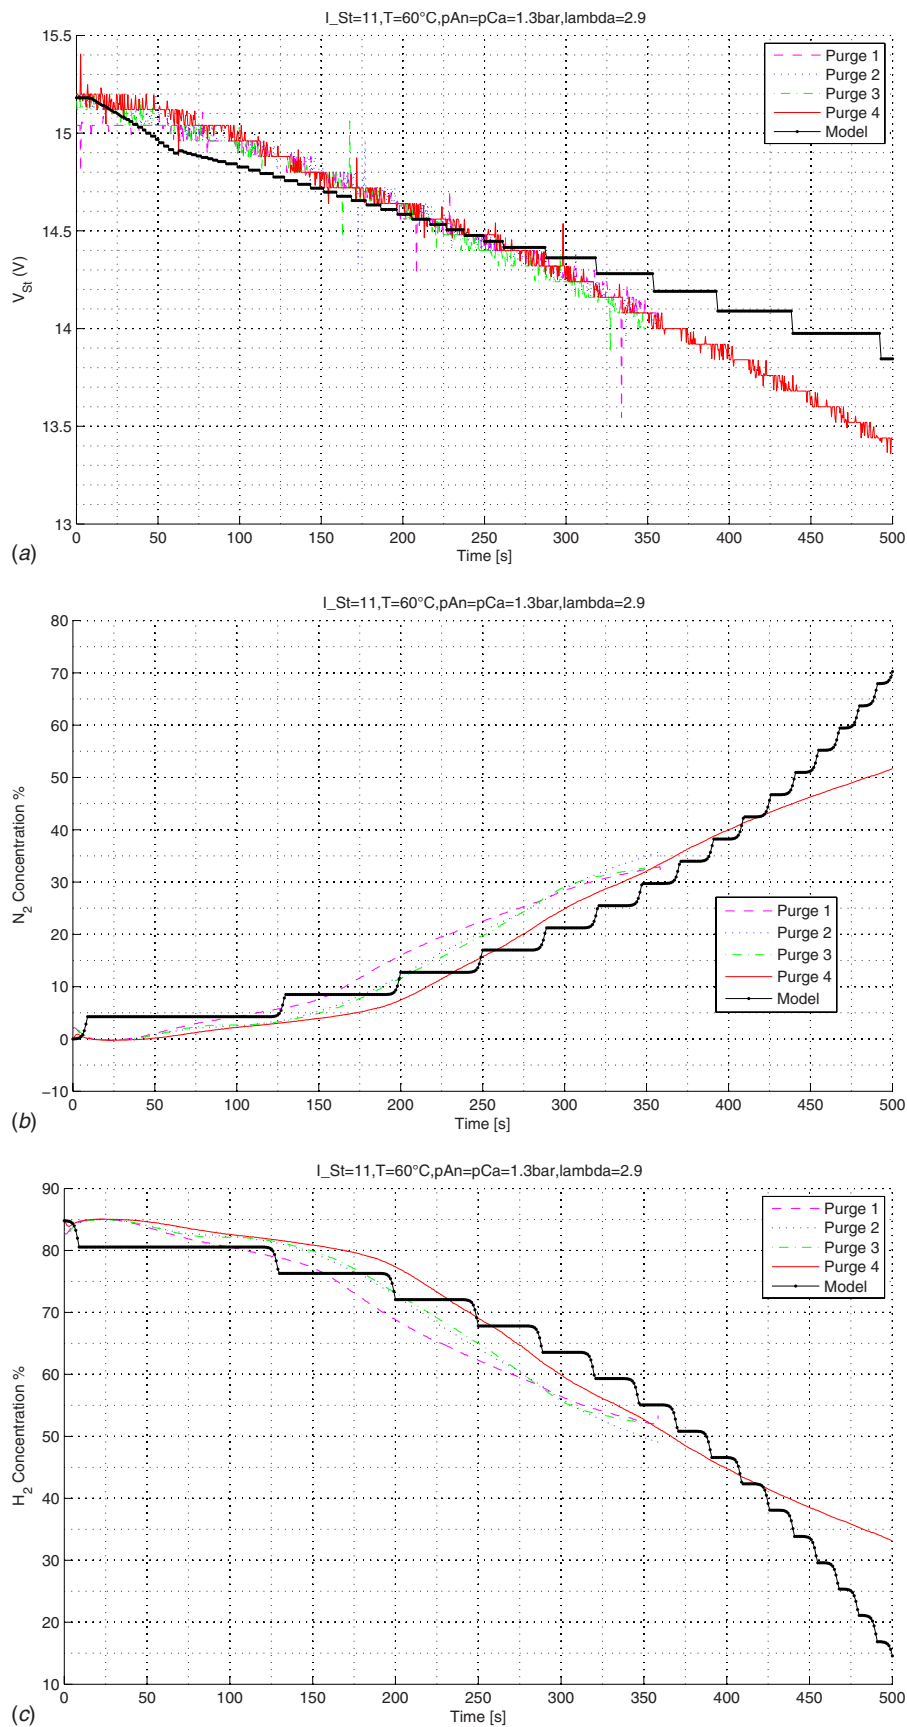 I_St=11,T=60°C,pAn=pCa=1.3bar,lambda=2.9
15.5
15
14.5
14
13.5
13
V_St (V)
Purge 1
Purge 2
Purge 3
Purge 4
Model
0 50 100 150 200 250 300 350 400 450 500
Time [s]
(a)
I_St=11,T=60°C,pAn=pCa=1.3bar,lambda=2.9
80
70
60
50
40
30
20
10
0
−10
N_2 Concentration %
Purge 1
Purge 2
Purge 3
Purge 4
Model
0 50 100 150 200 250 300 350 400 450 500
Time [s]
(b)
I_St=11,T=60°C,pAn=pCa=1.3bar,lambda=2.9
90
80
70
60
50
40
30
20
10
H_2 Concentration %
Purge 1
Purge 2
Purge 3
Purge 4
Model
0 50 100 150 200 250 300 350 400 450 500
Time [s]
(c)